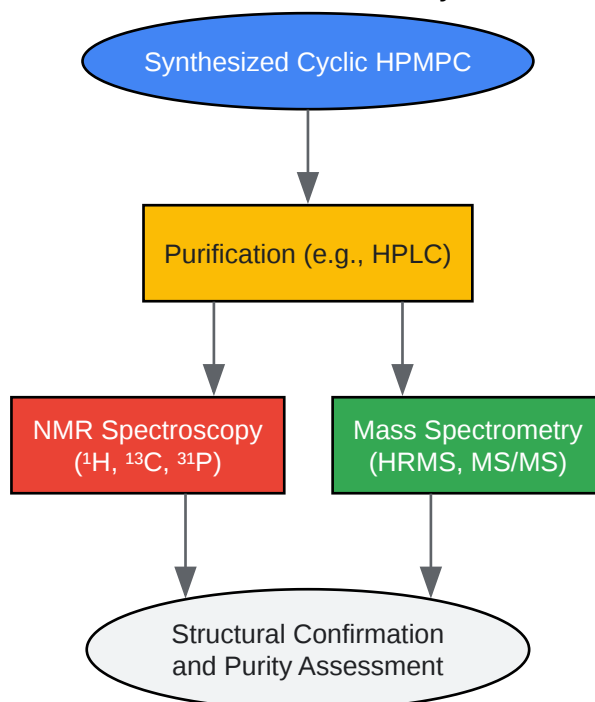 Synthesized Cyclic HPMPC
Purification (e.g., HPLC)
NMR Spectroscopy
(¹H, ¹³C, ³¹P)
Mass Spectrometry
(HRMS, MS/MS)
Structural Confirmation
and Purity Assessment